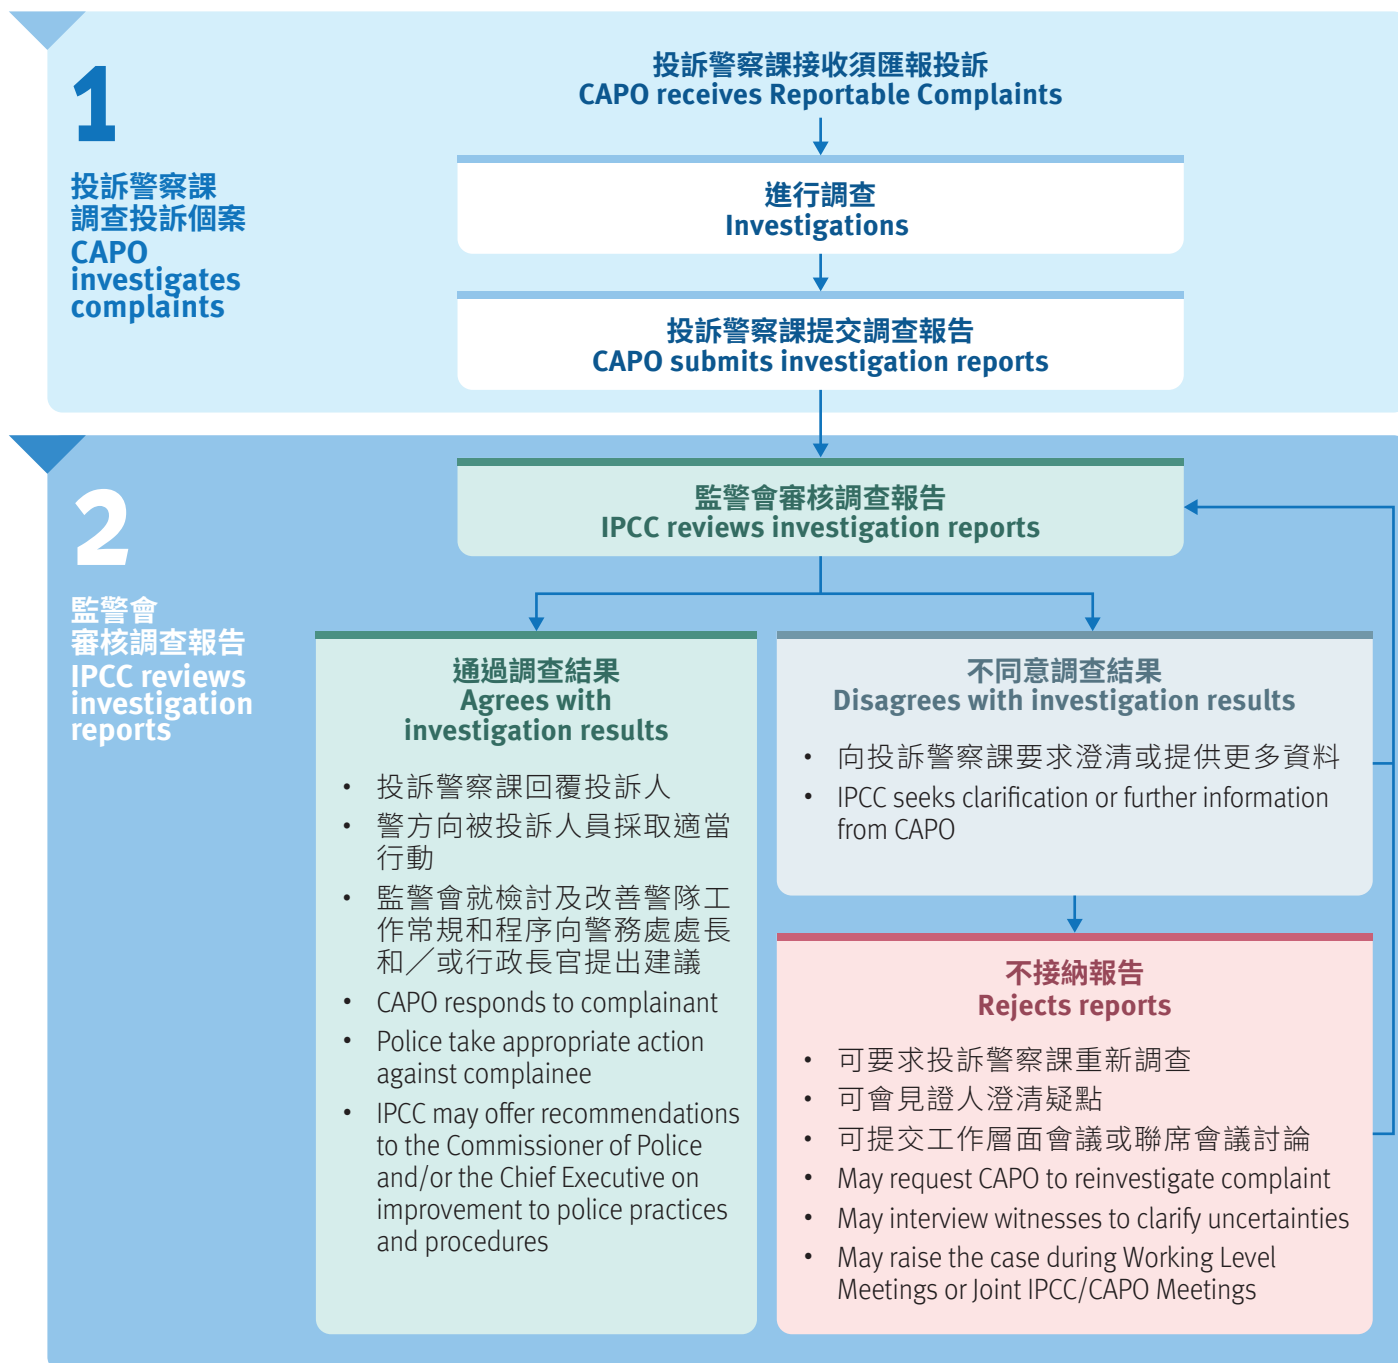 1
投訴警察課
調查投訴個案
CAPO
investigates
complaints
投訴警察課接收須匯報投訴
CAPO receives Reportable Complaints
進行調查
Investigations
投訴警察課提交調查報告
CAPO submits investigation reports
2
監警會
審核調查報告
IPCC reviews
investigation
reports
監警會審核調查報告
IPCC reviews investigation reports
通過調查結果
Agrees with
investigation results
• 投訴警察課回覆投訴人
• 警方向被投訴人員採取適當
行動
• 監警會就檢討及改善警隊工
作常規和程序向警務處處長
和／或行政長官提出建議
• CAPO responds to complainant
• Police take appropriate action
against complainee
• IPCC may offer recommendations
to the Commissioner of Police
and/or the Chief Executive on
improvement to police practices
and procedures
不同意調查結果
Disagrees with investigation results
• 向投訴警察課要求澄清或提供更多資料
• IPCC seeks clarification or further information
from CAPO
不接納報告
Rejects reports
• 可要求投訴警察課重新調查
• 可會見證人澄清疑點
• 可提交工作層面會議或聯席會議討論
• May request CAPO to reinvestigate complaint
• May interview witnesses to clarify uncertainties
• May raise the case during Working Level
Meetings or Joint IPCC/CAPO Meetings